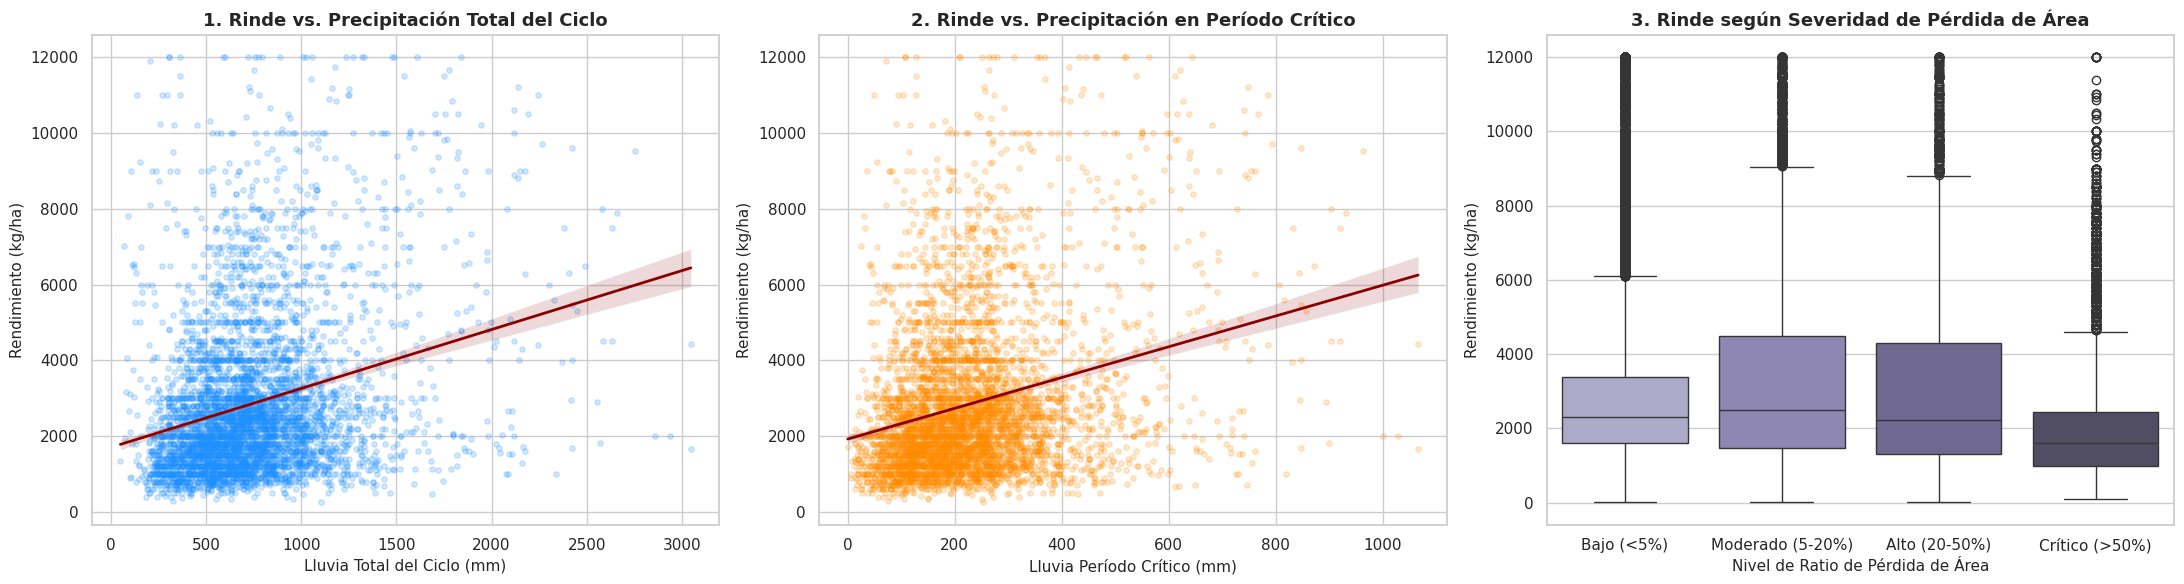 1. Rinde vs. Precipitación Total del Ciclo
12000
10000
8000
6000
4000
2000
0
Rendimiento (kg/ha)
0 500 1000 1500 2000 2500 3000
Lluvia Total del Ciclo (mm)
2. Rinde vs. Precipitación en Período Crítico
12000
10000
8000
6000
4000
2000
0
Rendimiento (kg/ha)
0 200 400 600 800 1000
Lluvia Período Crítico (mm)
3. Rinde según Severidad de Pérdida de Área
12000
10000
8000
6000
4000
2000
0
Rendimiento (kg/ha)
Bajo (<5%) Moderado (5-20%) Alto (20-50%) Crítico (>50%)
Nivel de Ratio de Pérdida de Área